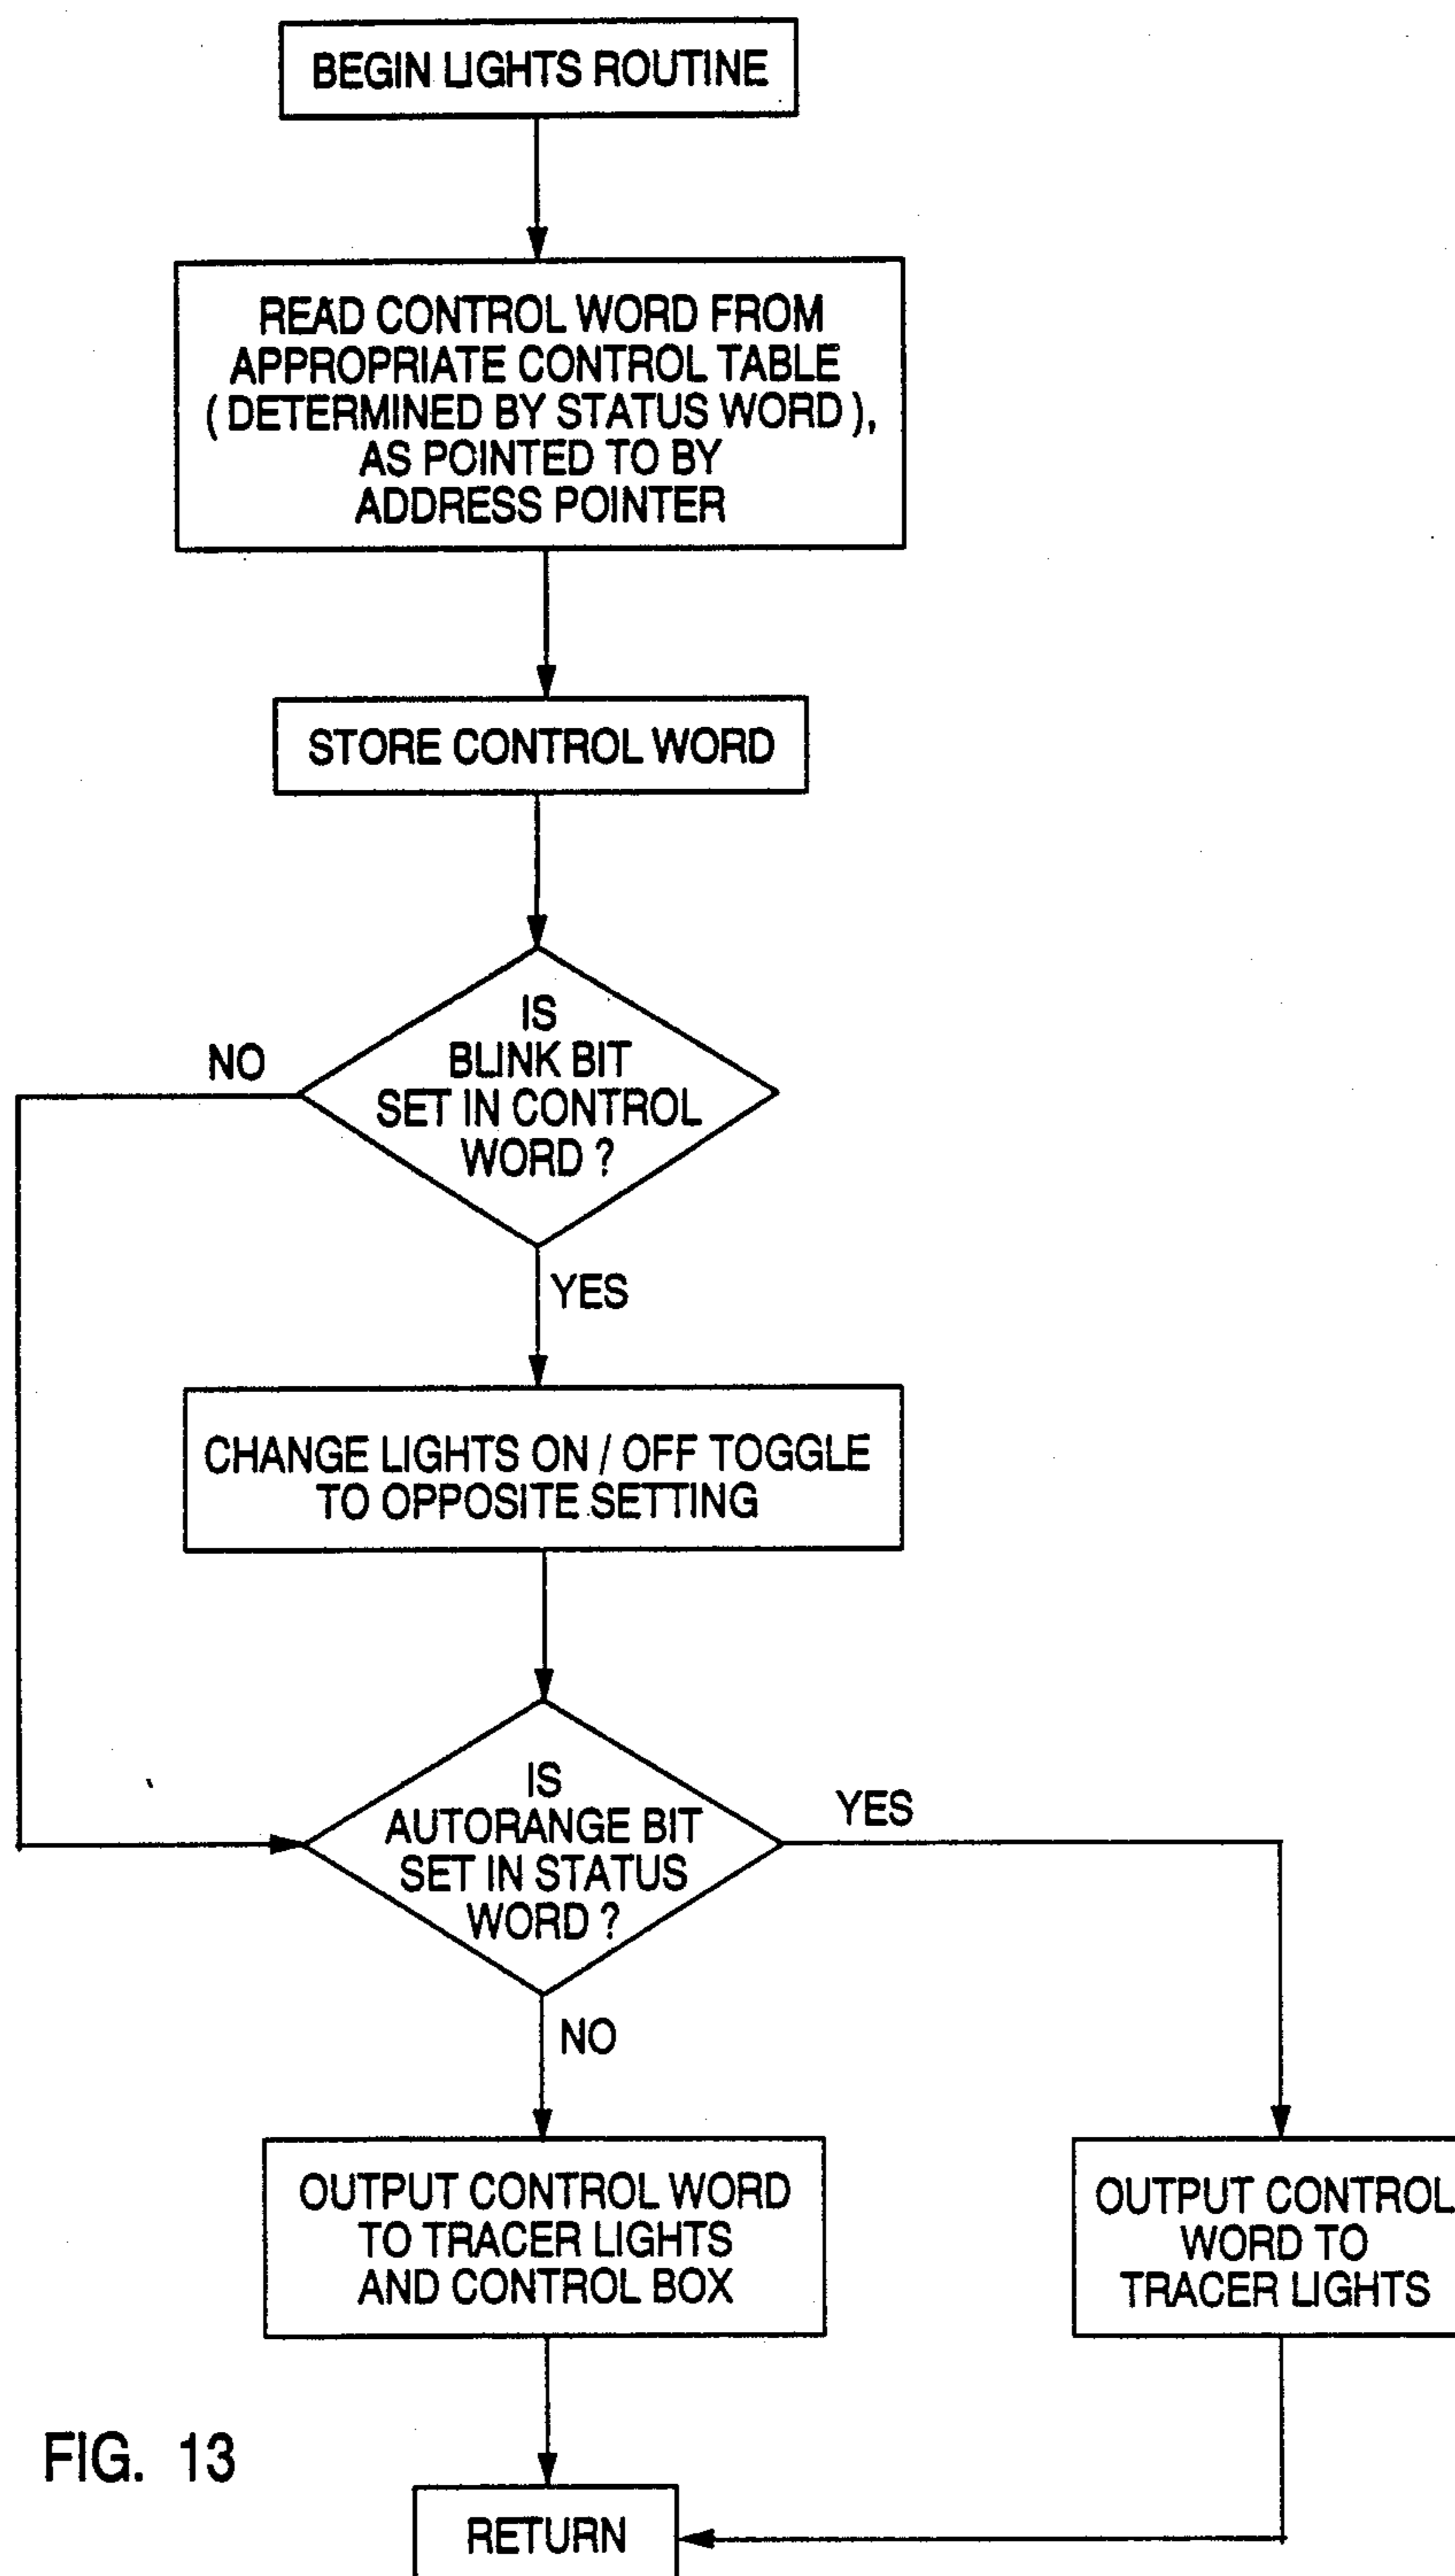 BEGIN LIGHTS ROUTINE
READ CONTROL WORD FROM
APPROPRIATE CONTROL TABLE
( DETERMINED BY STATUS WORD ),
AS POINTED TO BY
ADDRESS POINTER
STORE CONTROL WORD
IS
BLINK BIT
SET IN CONTROL
WORD ?
NO
YES
CHANGE LIGHTS ON / OFF TOGGLE
TO OPPOSITE SETTING
IS
AUTORANGE BIT
SET IN STATUS
WORD ?
YES
NO
OUTPUT CONTROL WORD
TO TRACER LIGHTS
AND CONTROL BOX
OUTPUT CONTROL
WORD TO
TRACER LIGHTS
FIG. 13
RETURN